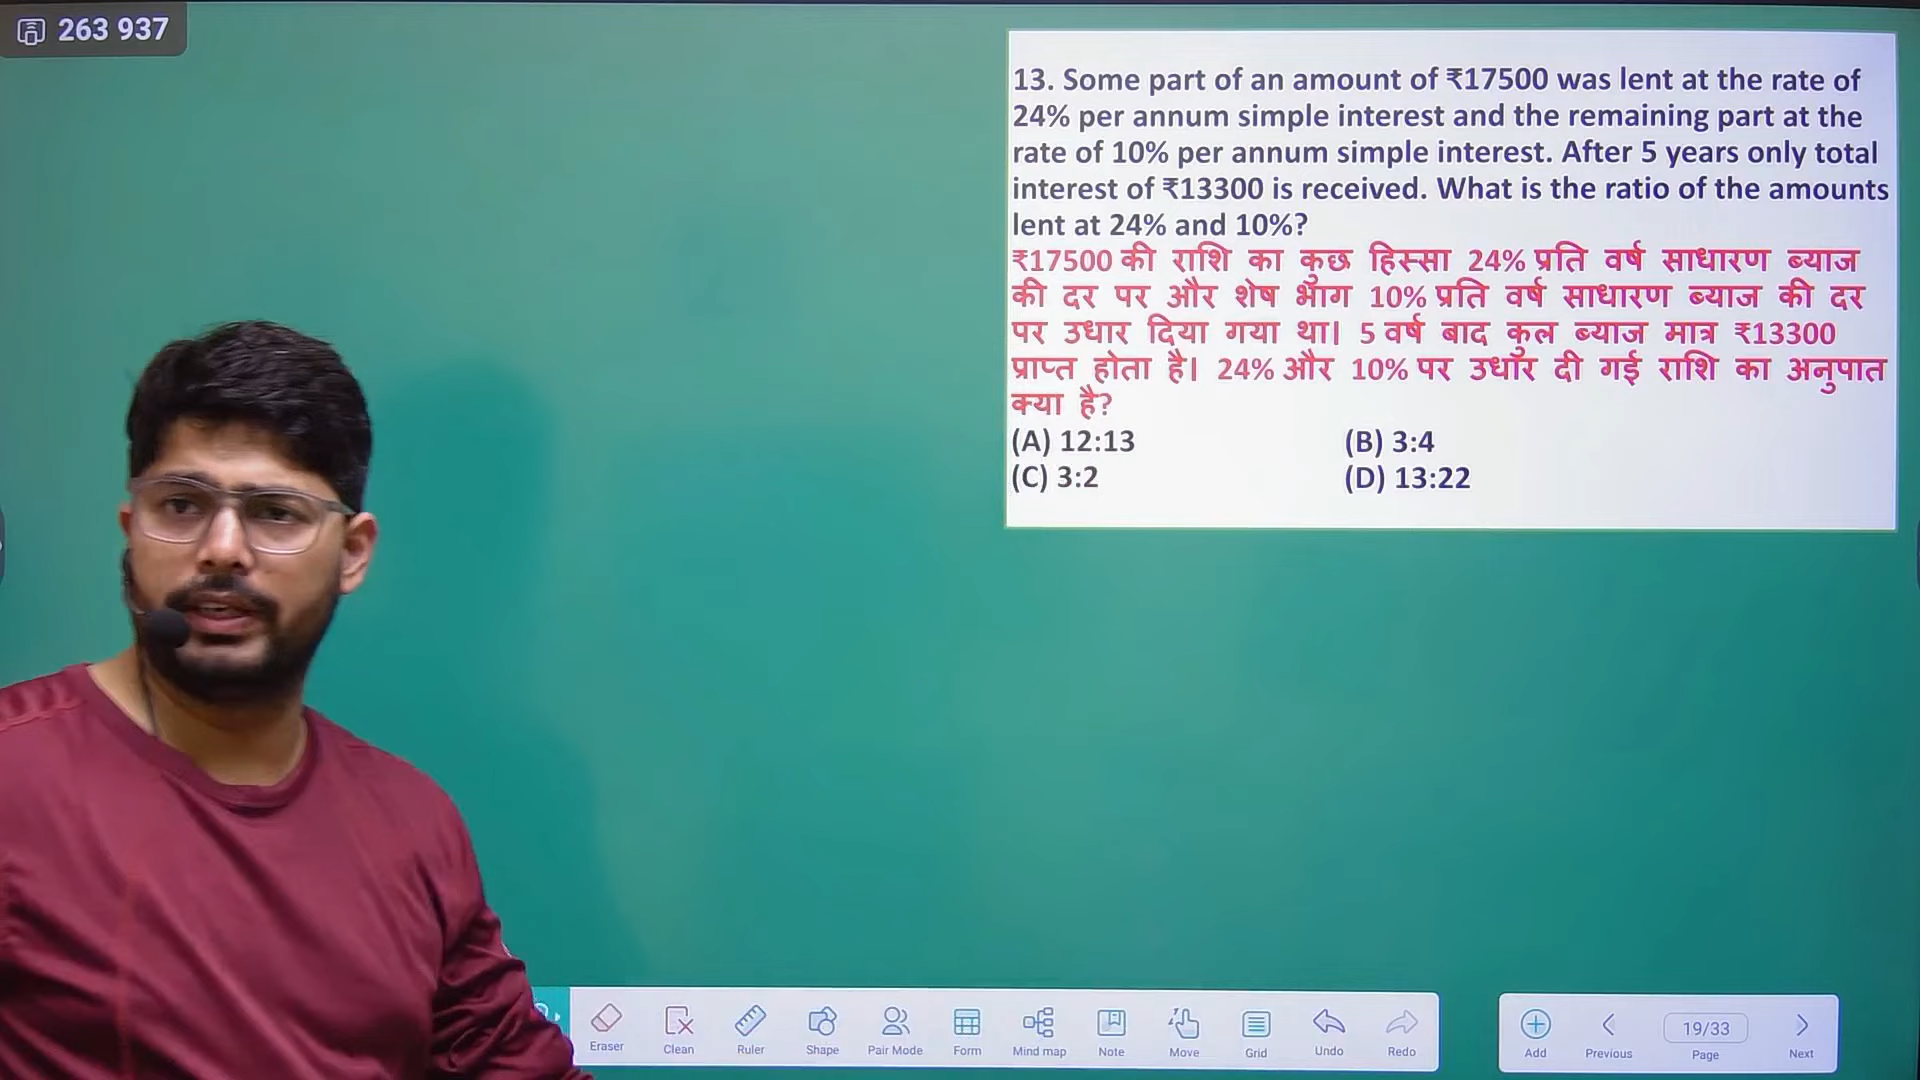 263 937
13. Some part of an amount of ₹17500 was lent at the rate of
24% per annum simple interest and the remaining part at the
rate of 10% per annum simple interest. After 5 years only total
interest of ₹13300 is received. What is the ratio of the amounts
lent at 24% and 10%?
₹17500 की राशि का कुछ हिस्सा 24% प्रति वर्ष साधारण ब्याज
की दर पर और शेष भाग 10% प्रति वर्ष साधारण ब्याज की दर
पर उधार दिया गया था। 5 वर्ष बाद कुल ब्याज मात्र ₹13300
प्राप्त होता है। 24% और 10% पर उधार दी गई राशि का अनुपात
क्या है?
(A) 12:13 (B) 3:4
(C) 3:2 (D) 13:22
Eraser Clean Ruler Shape Pair Mode Form Mind map Note Move Grid Undo Redo
19/33
Add Previous Page Next